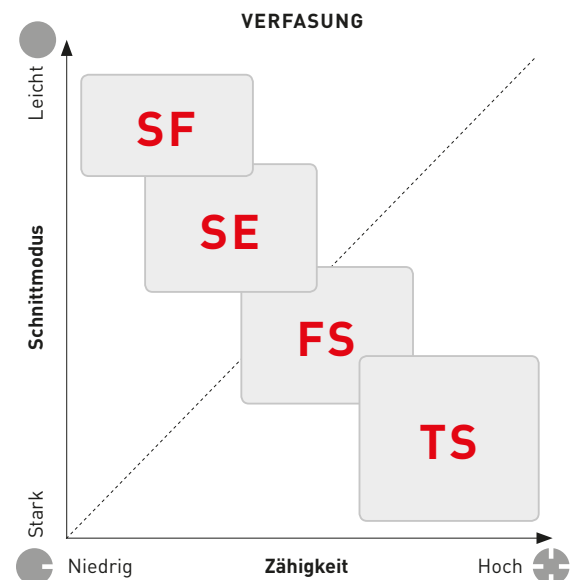 VERFASUNG
Leicht
SF
SE
Schnittmodus
FS
TS
Stark
Niedrig
Zähigkeit
Hoch